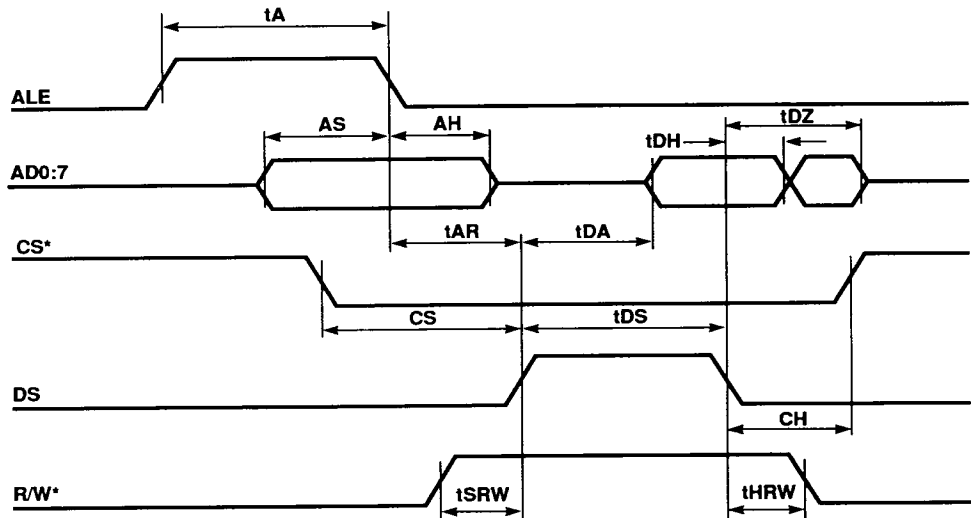 tA
ALE
AS AH tDH tDZ
AD0:7
tAR tDA
CS*
CS tDS
DS
CH
R/W* tSRW tHRW